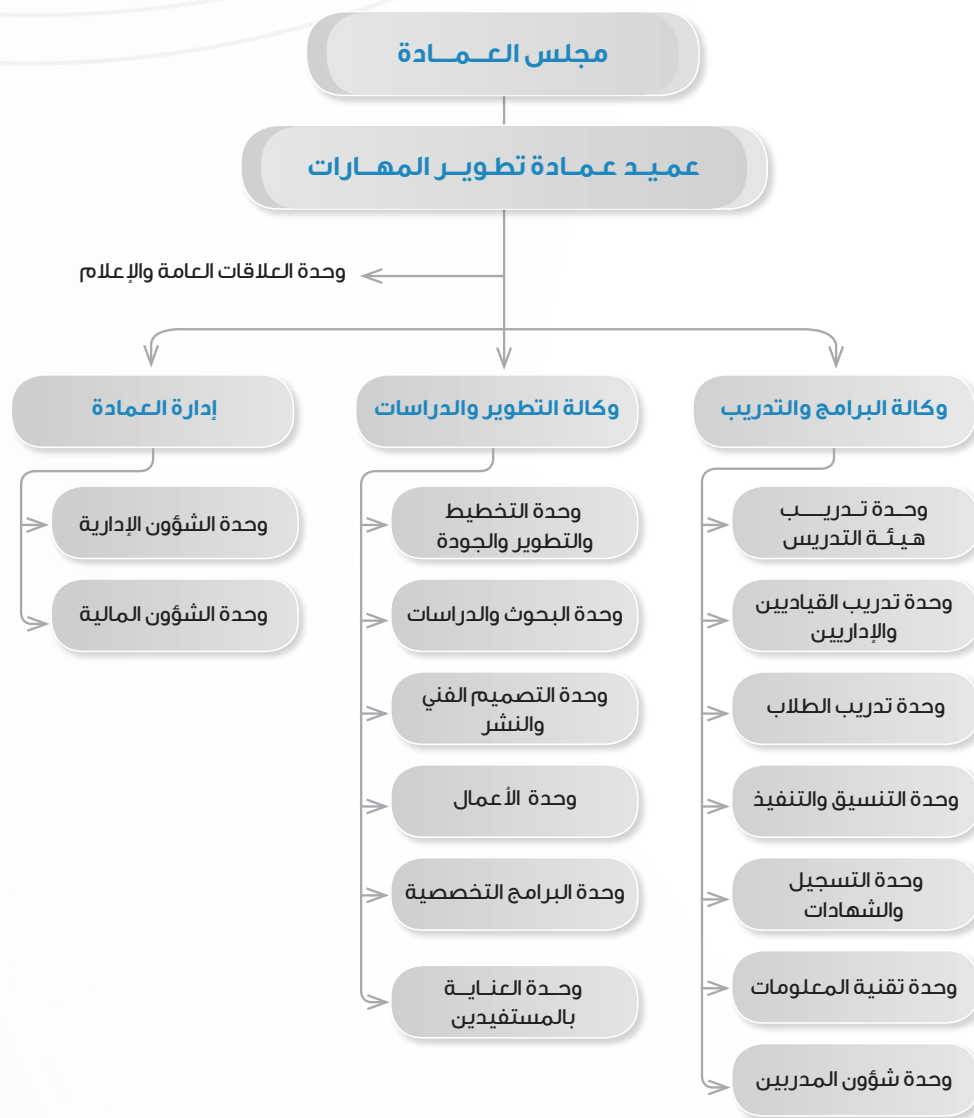 مجلس العمادة
عميد عمادة تطوير المهارات
وحدة العلاقات العامة والإعلام
وكالة البرامج والتدريب
وحدة تدريب
هيئة التدريس
وحدة تدريب القياديين
والإداريين
وحدة تدريب الطلاب
وحدة التنسيق والتنفيذ
وحدة التسجيل
والشهادات
وحدة تقنية المعلومات
وحدة شؤون المدربين
وكالة التطوير والدراسات
وحدة التخطيط
والتطوير والجودة
وحدة البحوث والدراسات
وحدة التصميم الفني
والنشر
وحدة الأعمال
وحدة البرامج التخصصية
وحدة العناية
بالمستفيدين
إدارة العمادة
وحدة الشؤون الإدارية
وحدة الشؤون المالية